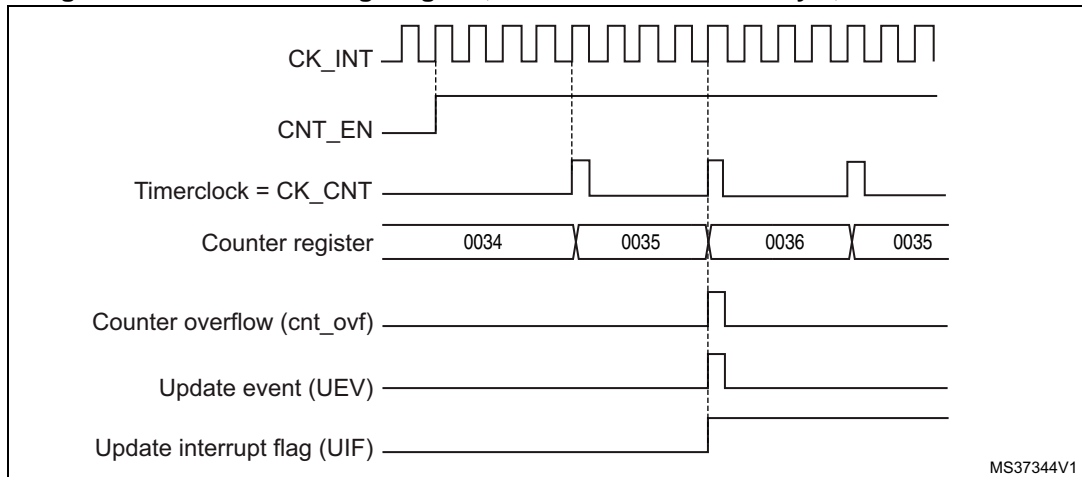 CK_INT
CNT_EN
Timerclock = CK_CNT
Counter register 0034 0035 0036 0035
Counter overflow (cnt_ovf)
Update event (UEV)
Update interrupt flag (UIF)
MS37344V1